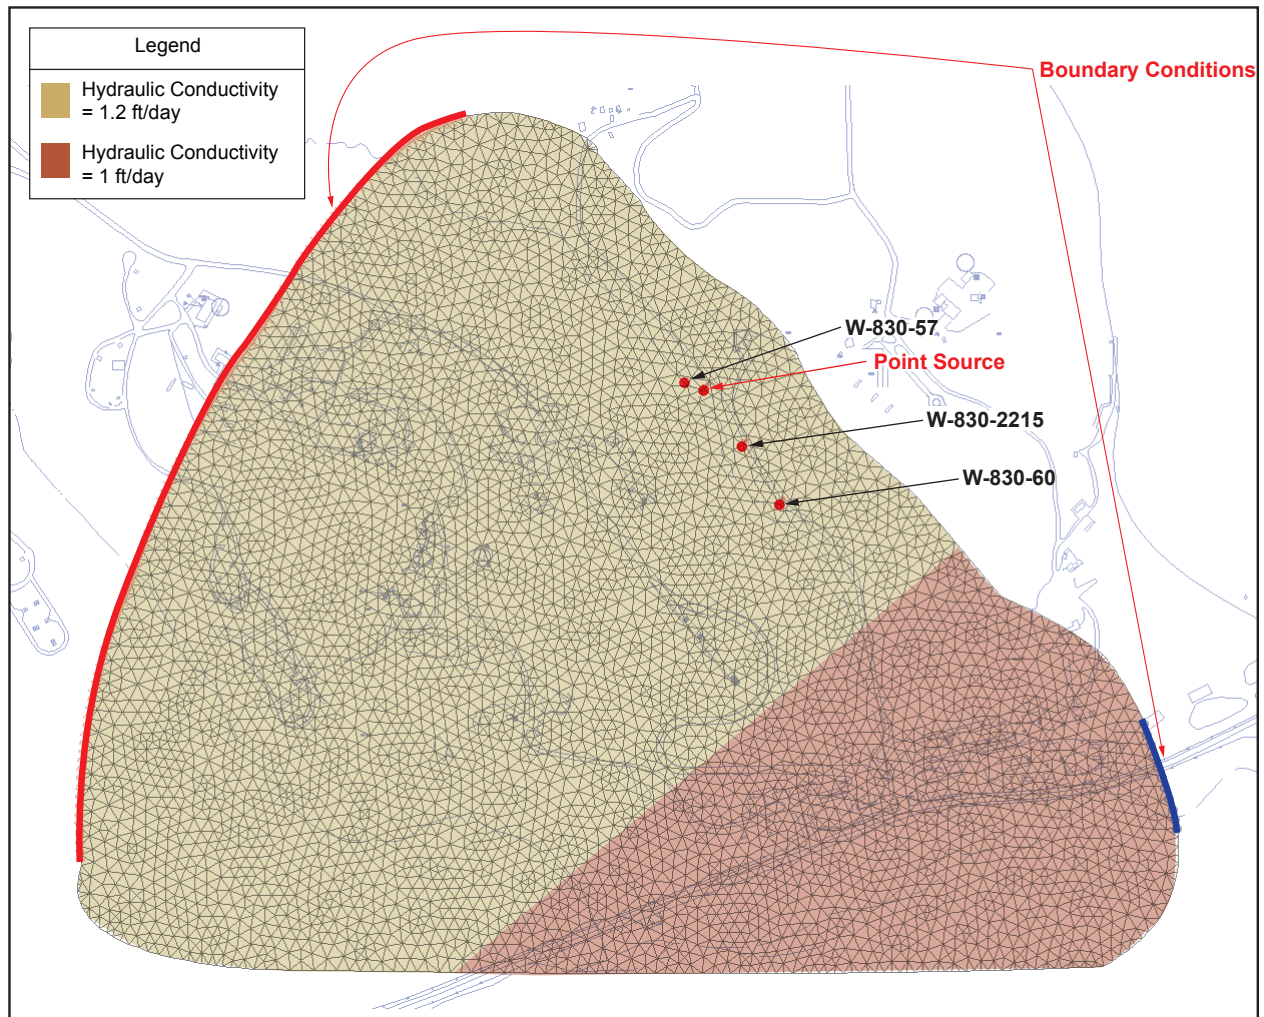 Legend
Hydraulic Conductivity
= 1.2 ft/day
Hydraulic Conductivity
= 1 ft/day
Boundary Conditions
W-830-57
Point Source
W-830-2215
W-830-60